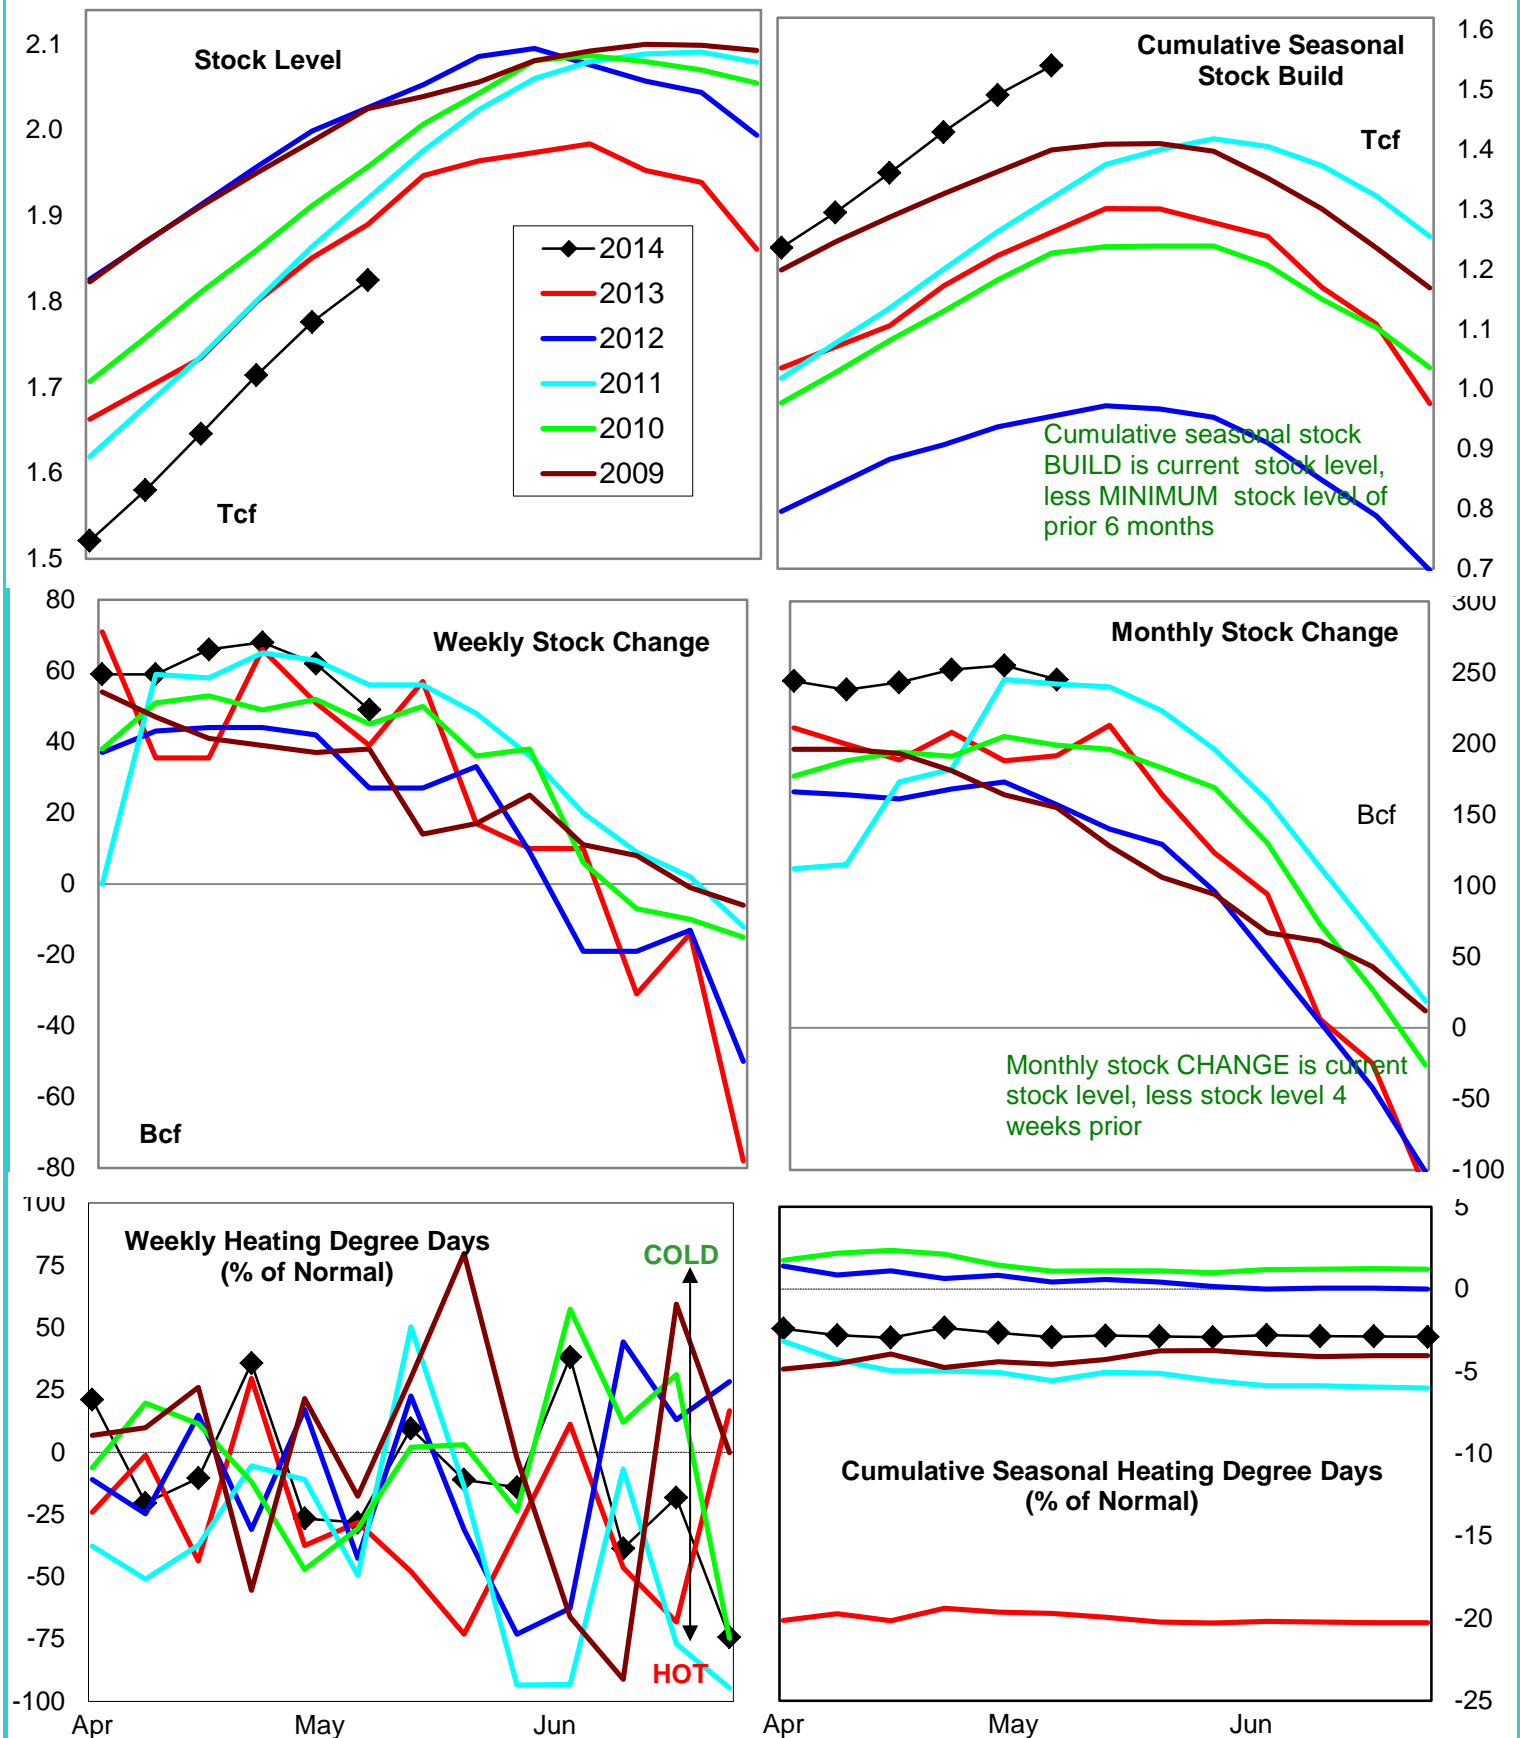 Stock Level
2.1
2.0
1.9
1.8
1.7
1.6
1.5
Tcf
2014
2013
2012
2011
2010
2009
Cumulative Seasonal
Stock Build
Tcf
1.6
1.5
1.4
1.3
1.2
1.1
1.0
0.9
0.8
0.7
Cumulative seasonal stock
BUILD is current stock level,
less MINIMUM stock level of
prior 6 months
Weekly Stock Change
80
60
40
20
0
-20
-40
-60
-80
Bcf
Monthly Stock Change
300
250
200
150
100
50
0
-50
-100
Bcf
Monthly stock CHANGE is current
stock level, less stock level 4
weeks prior
Weekly Heating Degree Days
(% of Normal)
COLD
HOT
100
75
50
25
0
-25
-50
-75
-100
Apr
May
Jun
5
0
-5
-10
-15
-20
-25
Cumulative Seasonal Heating Degree Days
(% of Normal)
Apr
May
Jun